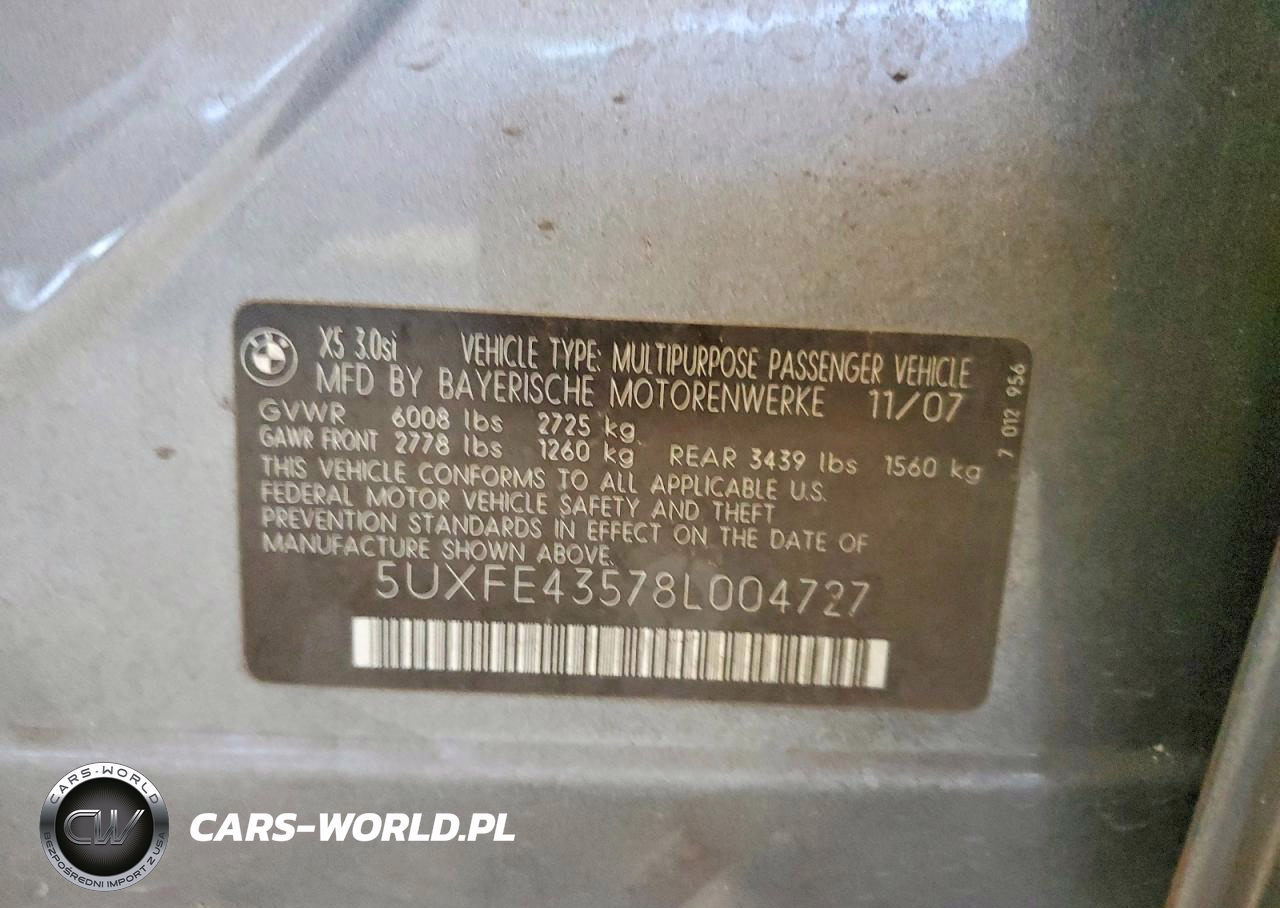 X5 3.0si VEHICLE TYPE: MULTIPURPOSE PASSENGER VEHICLE
MFD BY BAYERISCHE MOTORENWERKE 11/07
GVWR 6008 lbs 2725 kg
GAWR FRONT 2778 lbs 1260 kg REAR 3439 lbs 1560 kg
THIS VEHICLE CONFORMS TO ALL APPLICABLE U.S.
FEDERAL MOTOR VEHICLE SAFETY AND THEFT
PREVENTION STANDARDS IN EFFECT ON THE DATE OF
MANUFACTURE SHOWN ABOVE.
5UXFE43578L004727
7 012 956
CARS-WORLD
CW
BEZPOŚREDNI IMPORT Z USA
CARS-WORLD.PL